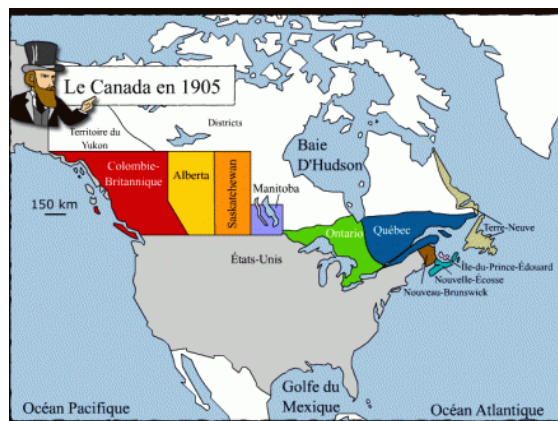 Le Canada en 1905
Territoire du
Yukon
Districts
Baie
D'Hudson
Colombie-
Britannique
Alberta
Saskatchewan
Manitoba
150 km
Ontario
Québec
Terre-Neuve
États-Unis
Île-du-Prince-Édouard
Nouvelle-Écosse
Nouveau-Brunswick
Golfe du
Mexique
Océan Pacifique
Océan Atlantique